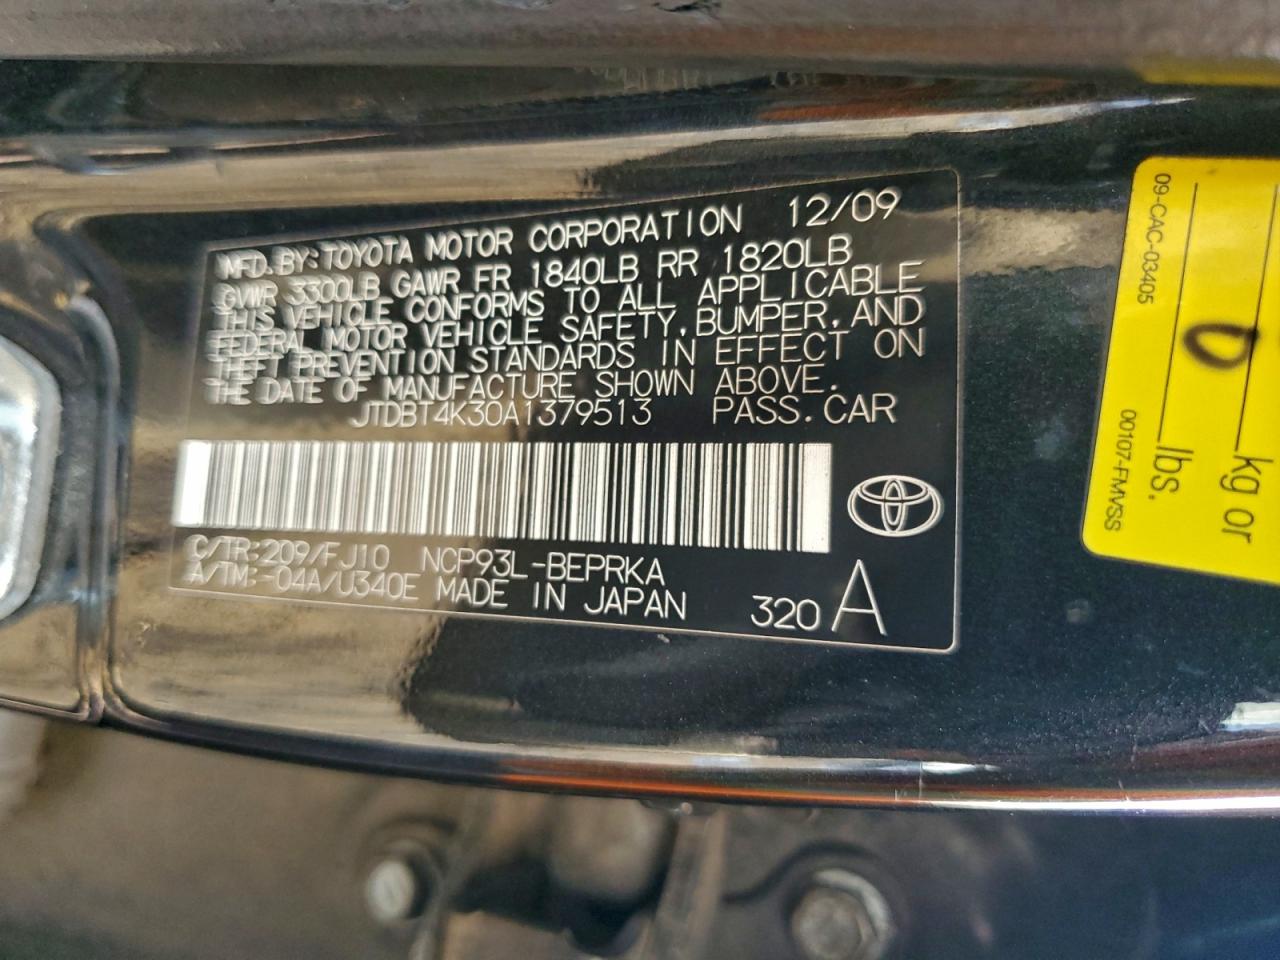 MFD. BY: TOYOTA MOTOR CORPORATION 12/09
GVWR 3300LB GAWR FR 1840LB RR 1820LB
THIS VEHICLE CONFORMS TO ALL APPLICABLE
FEDERAL MOTOR VEHICLE SAFETY, BUMPER, AND
THEFT PREVENTION STANDARDS IN EFFECT ON
THE DATE OF MANUFACTURE SHOWN ABOVE.
JTDBT4K30A1379513 PASS. CAR
C/TR: 209/FJ10 NCP93L-BEPRKA
A/TM: -04A/U340E MADE IN JAPAN 320 A
09-CAC-03405
00107-FMVSS
lbs.
0 kg or